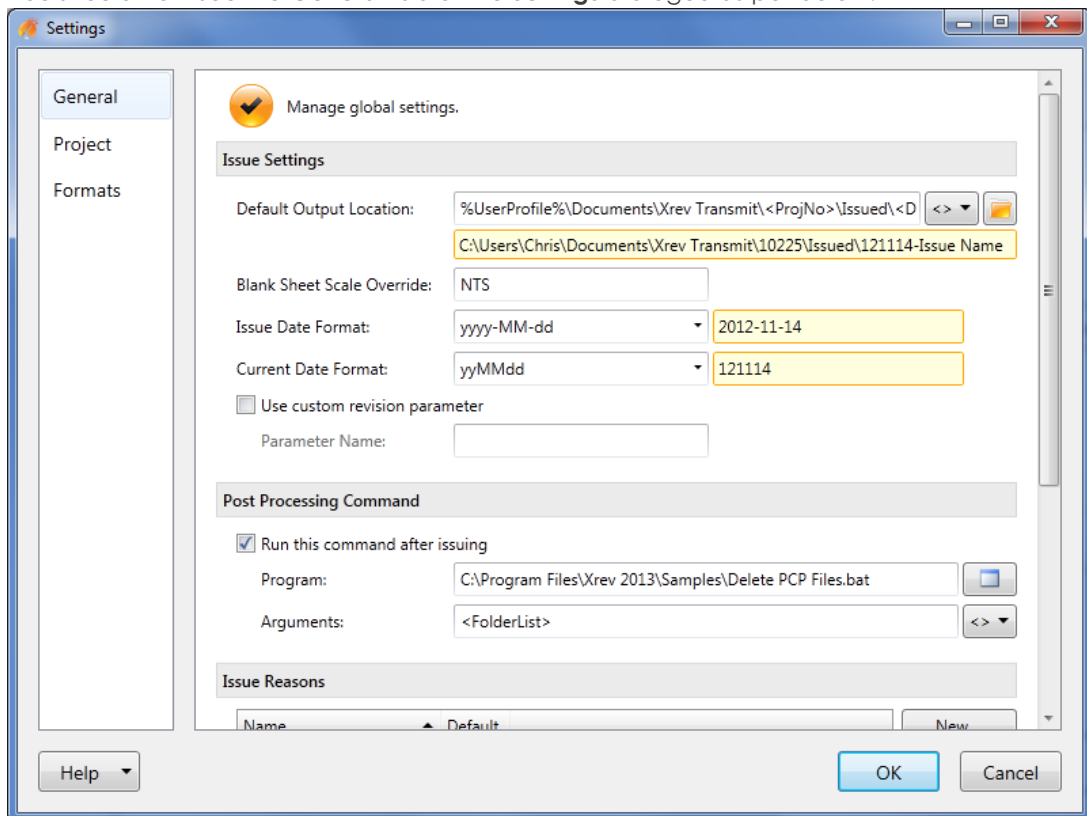 Settings
General
Project
Formats
Manage global settings.
Issue Settings
Default Output Location: %UserProfile%\Documents\Xrev Transmit\<ProjNo>\Issued\<D <>
C:\Users\Chris\Documents\Xrev Transmit\10225\Issued\121114-Issue Name
Blank Sheet Scale Override: NTS
Issue Date Format: yyyy-MM-dd 2012-11-14
Current Date Format: yyMMdd 121114
Use custom revision parameter
Parameter Name:
Post Processing Command
Run this command after issuing
Program: C:\Program Files\Xrev 2013\Samples\Delete PCP Files.bat
Arguments: <FolderList> <>
Issue Reasons
Name Default New
Help OK Cancel